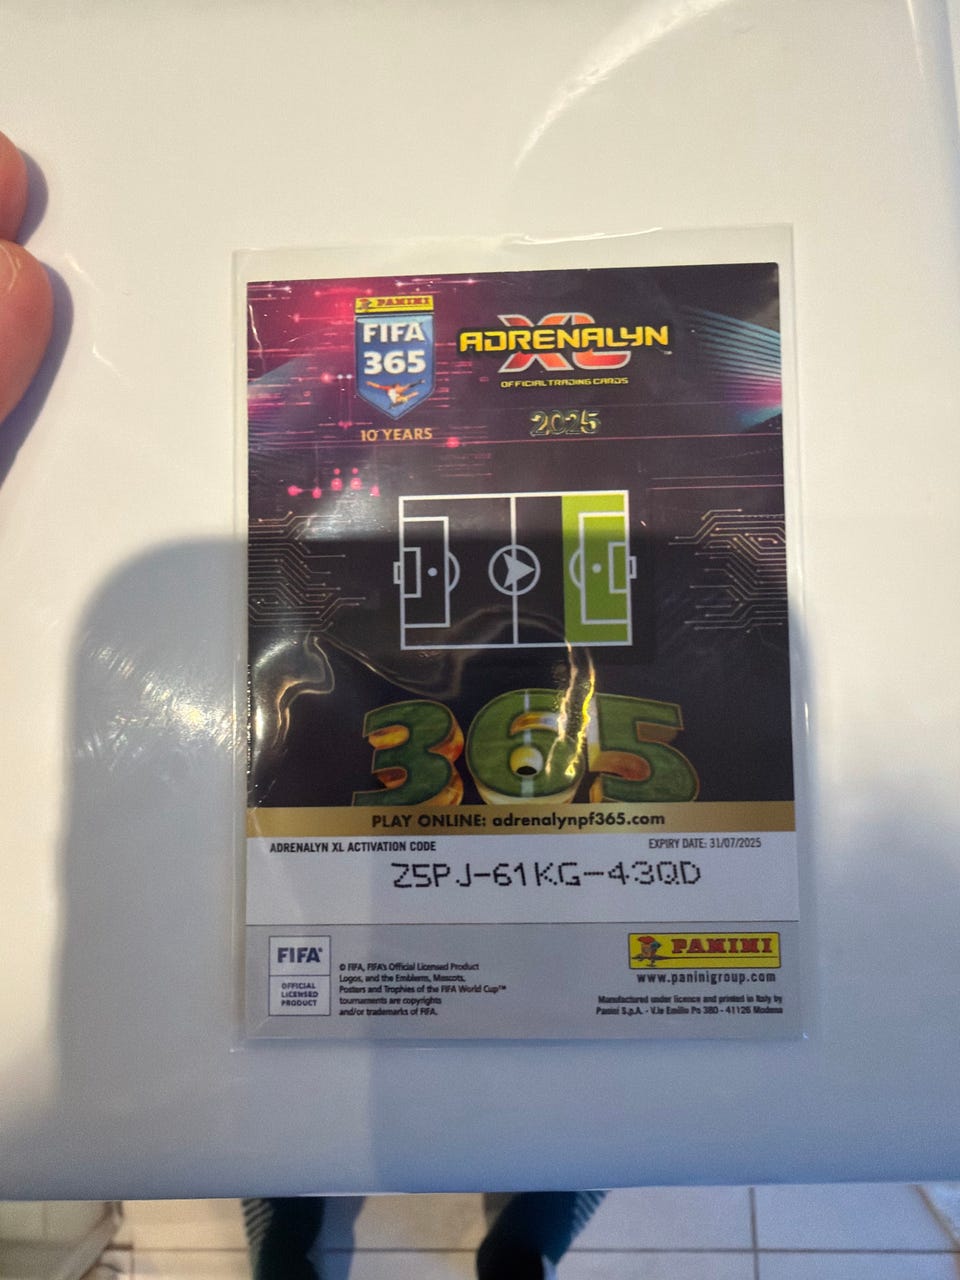 PANINI
FIFA
365
10 YEARS
ADRENALYN
XL
OFFICIAL TRADING CARDS
2025
365
PLAY ONLINE: adrenalynpf365.com
ADRENALYN XL ACTIVATION CODE
EXPIRY DATE: 31/07/2025
Z5PJ-61KG-43QD
FIFA®
OFFICIAL
LICENSED
PRODUCT
© FIFA, FIFA's Official Licensed Product
Logos, and the Emblems, Mascots,
Posters and Trophies of the FIFA World Cup™
tournaments are copyrights
and/or trademarks of FIFA.
PANINI
www.paninigroup.com
Manufactured under licence and printed in Italy by
Panini S.p.A. - V.le Emilio Po 380 - 41126 Modena